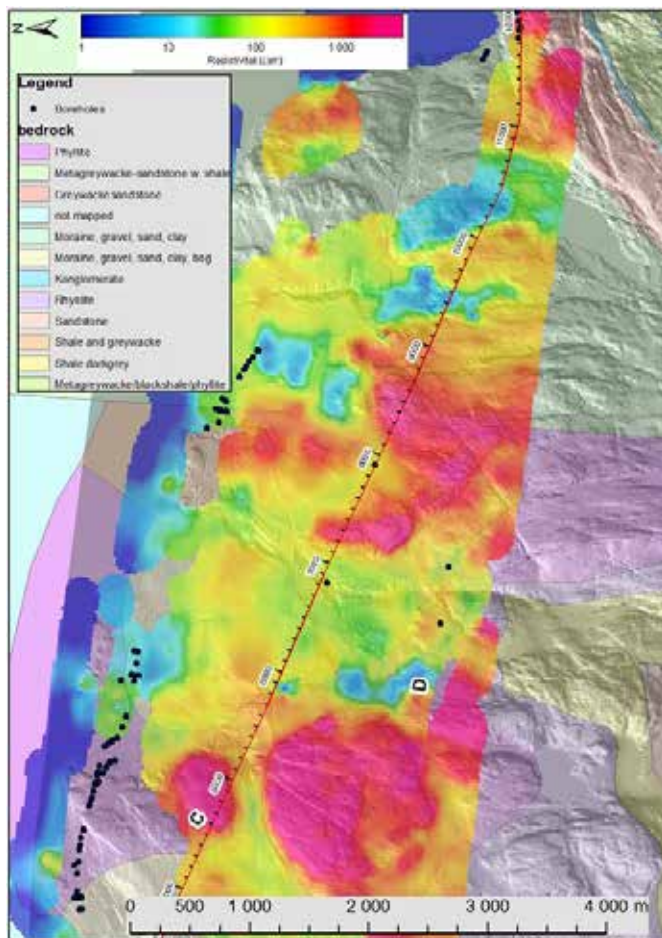 Z
1 10 100 1 000
Legend
Boreholes
bedrock
Phyllite
Metagreywacke-sandstone w. shale
Greywacke sandstone
not mapped
Moraine, gravel, sand, clay
Moraine, gravel, sand, clay, bog
Konglomerate
Rhyolite
Sandstone
Shale and greywacke
Shale darkgrey
Metagreywacke/blackshale/phyllite
D
C
0 500 1 000 2 000 3 000 4 000 m